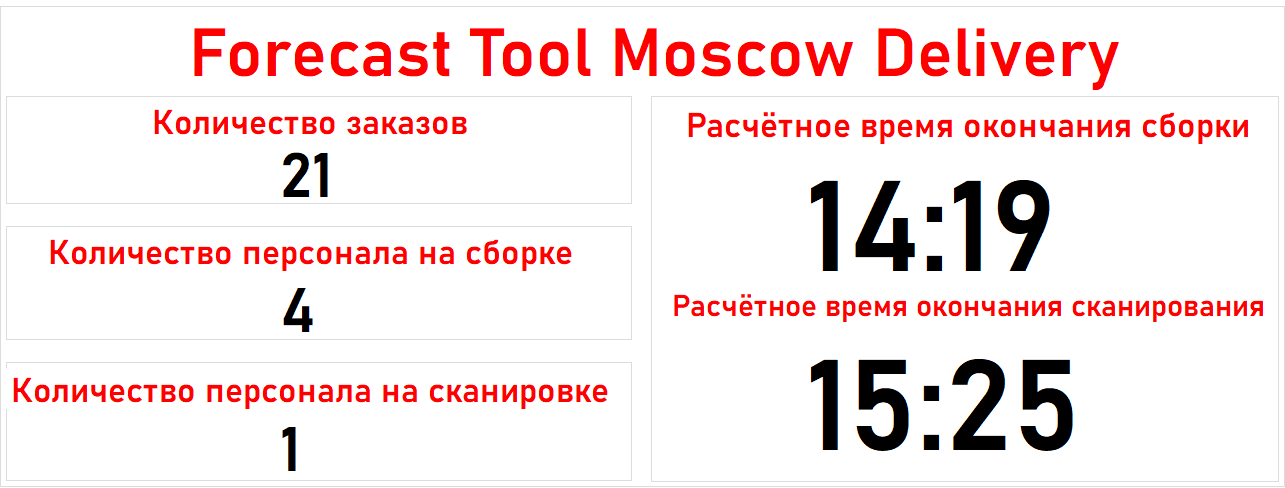 Forecast Tool Moscow Delivery
Количество заказов
21
Количество персонала на сборке
4
Количество персонала на сканировке
1
Расчётное время окончания сборки
14:19
Расчётное время окончания сканирования
15:25